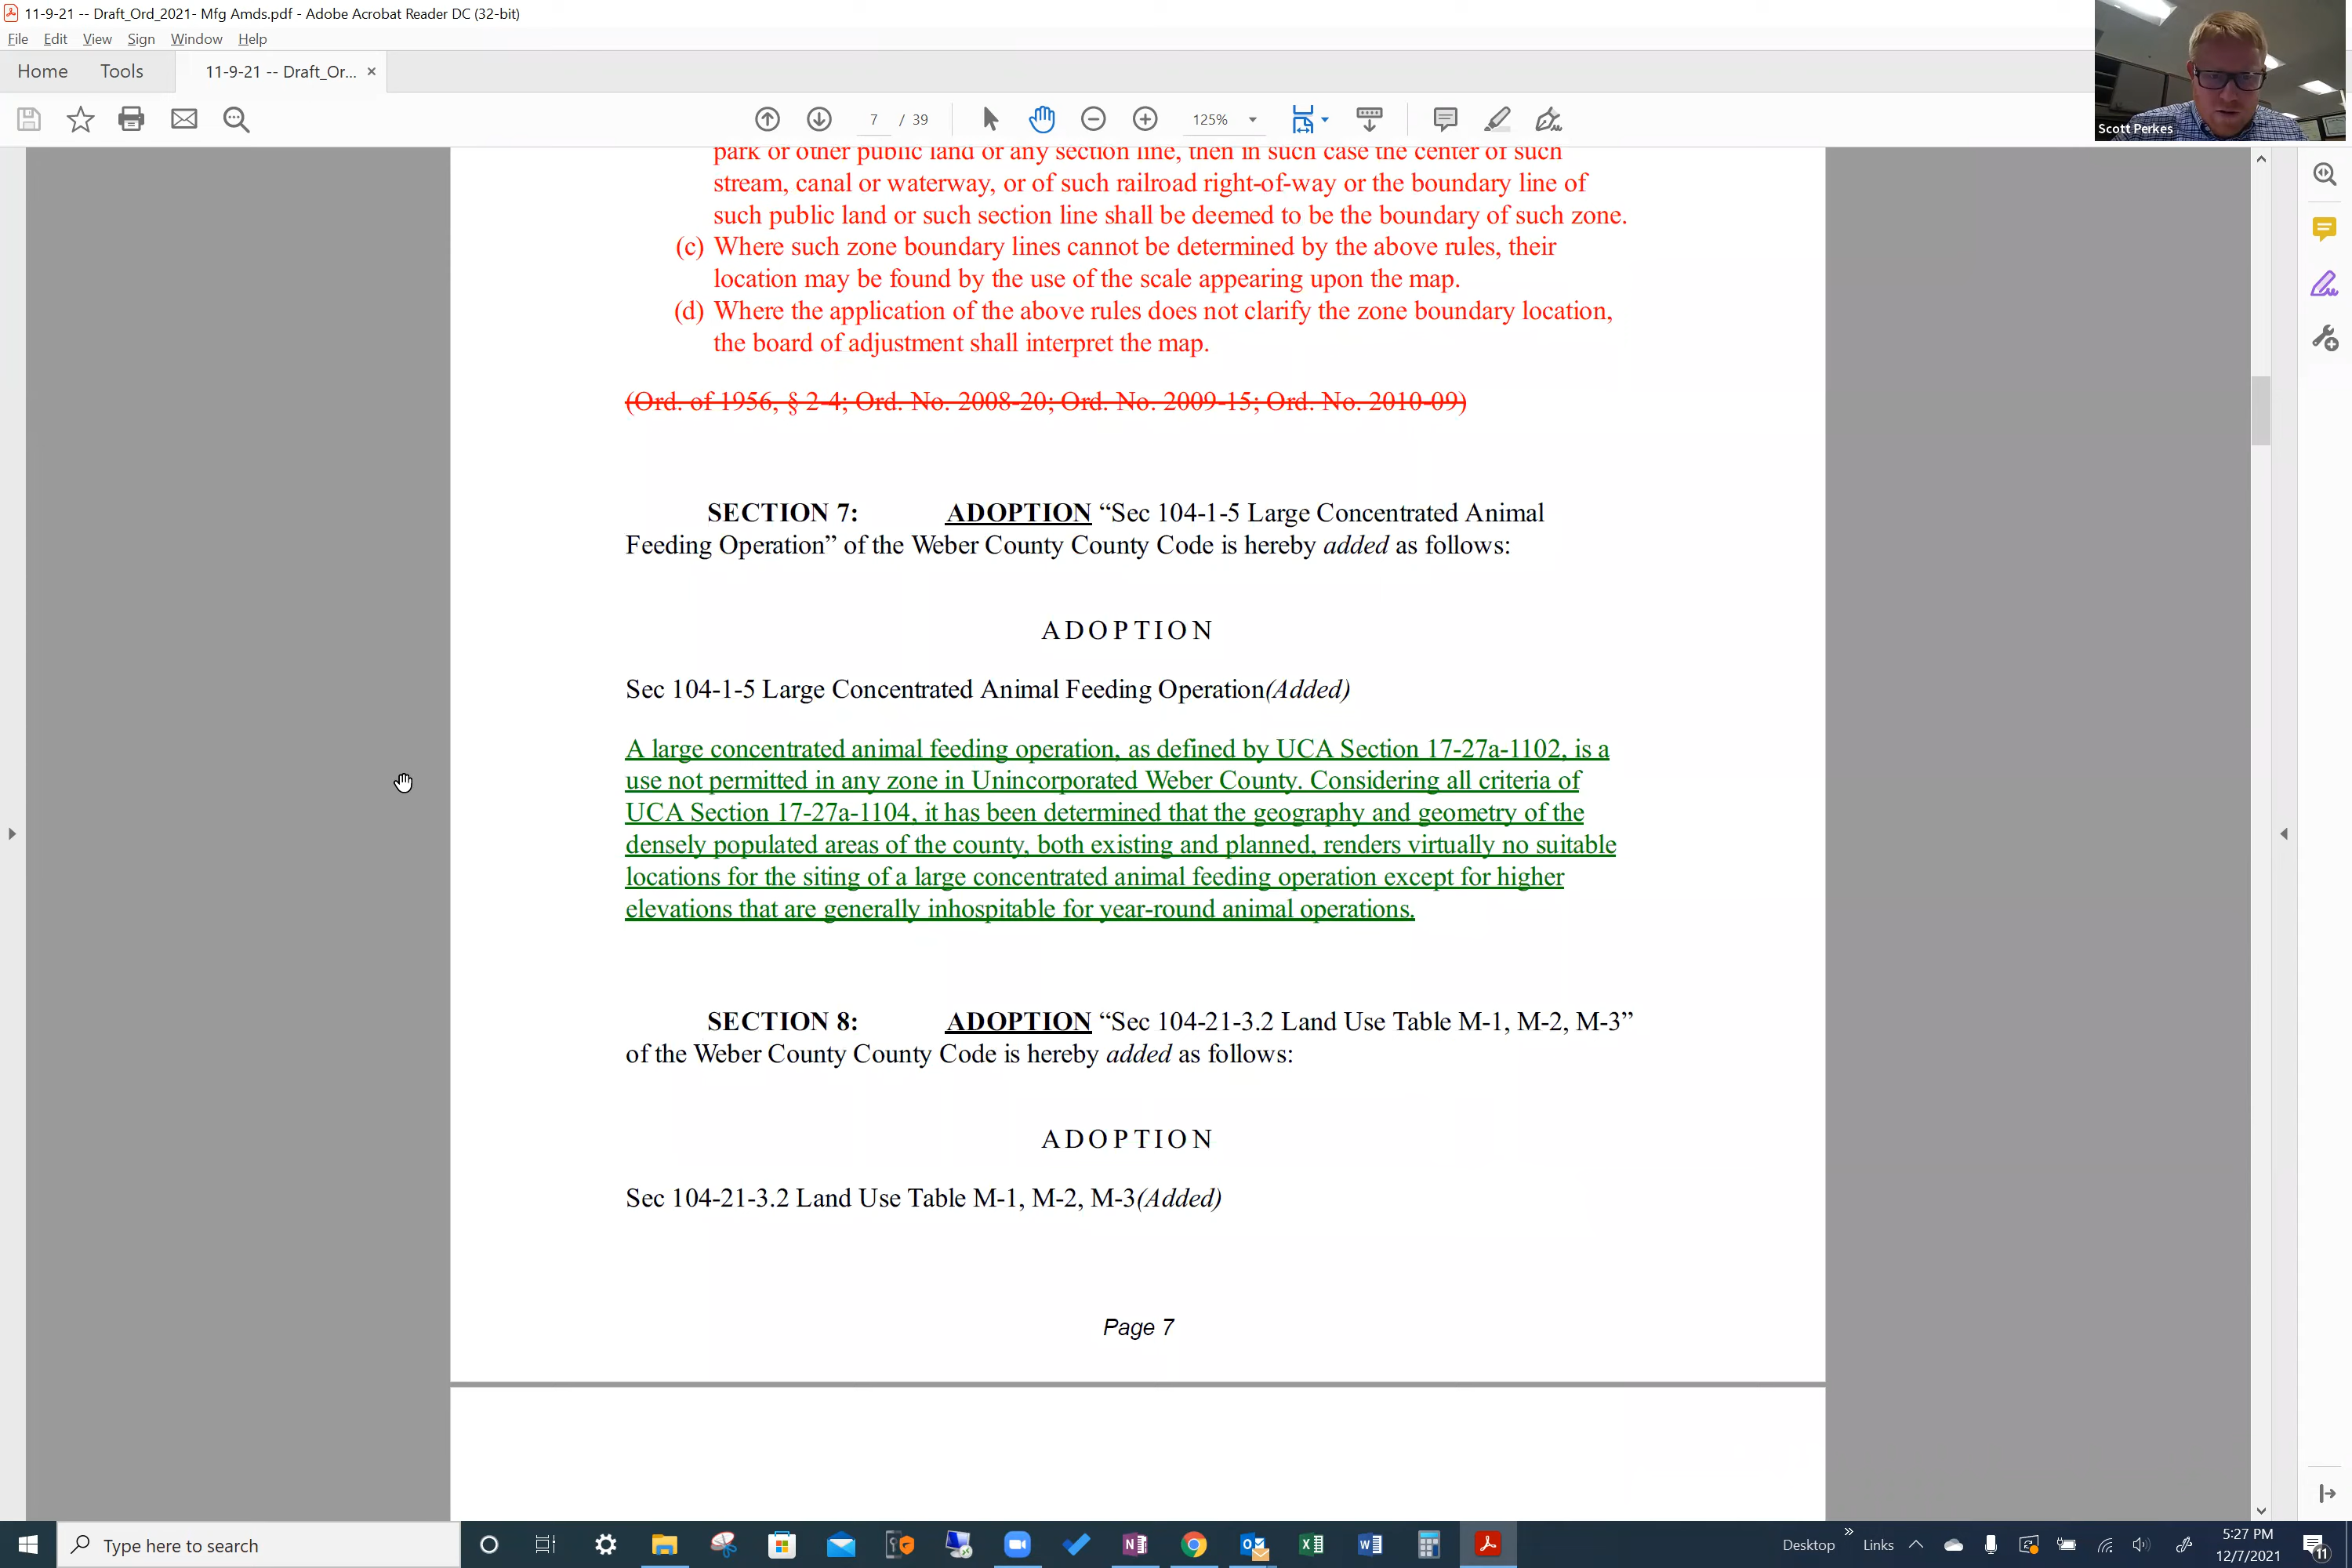 11-9-21 -- Draft_Ord_2021- Mfg Amds.pdf - Adobe Acrobat Reader DC (32-bit)
File Edit View Sign Window Help
Home Tools 11-9-21 -- Draft_Or... ×
7 / 39 125%
Scott Perkes
park or other public land or any section line, then in such case the center of such
stream, canal or waterway, or of such railroad right-of-way or the boundary line of
such public land or such section line shall be deemed to be the boundary of such zone.
(c) Where such zone boundary lines cannot be determined by the above rules, their
location may be found by the use of the scale appearing upon the map.
(d) Where the application of the above rules does not clarify the zone boundary location,
the board of adjustment shall interpret the map.
(Ord. of 1956, § 2-4; Ord. No. 2008-20; Ord. No. 2009-15; Ord. No. 2010-09)
SECTION 7: ADOPTION “Sec 104-1-5 Large Concentrated Animal
Feeding Operation” of the Weber County County Code is hereby added as follows:
ADOPTION
Sec 104-1-5 Large Concentrated Animal Feeding Operation(Added)
A large concentrated animal feeding operation, as defined by UCA Section 17-27a-1102, is a
use not permitted in any zone in Unincorporated Weber County. Considering all criteria of
UCA Section 17-27a-1104, it has been determined that the geography and geometry of the
densely populated areas of the county, both existing and planned, renders virtually no suitable
locations for the siting of a large concentrated animal feeding operation except for higher
elevations that are generally inhospitable for year-round animal operations.
SECTION 8: ADOPTION “Sec 104-21-3.2 Land Use Table M-1, M-2, M-3”
of the Weber County County Code is hereby added as follows:
ADOPTION
Sec 104-21-3.2 Land Use Table M-1, M-2, M-3(Added)
Page 7
Type here to search
Desktop Links
5:27 PM
12/7/2021
11